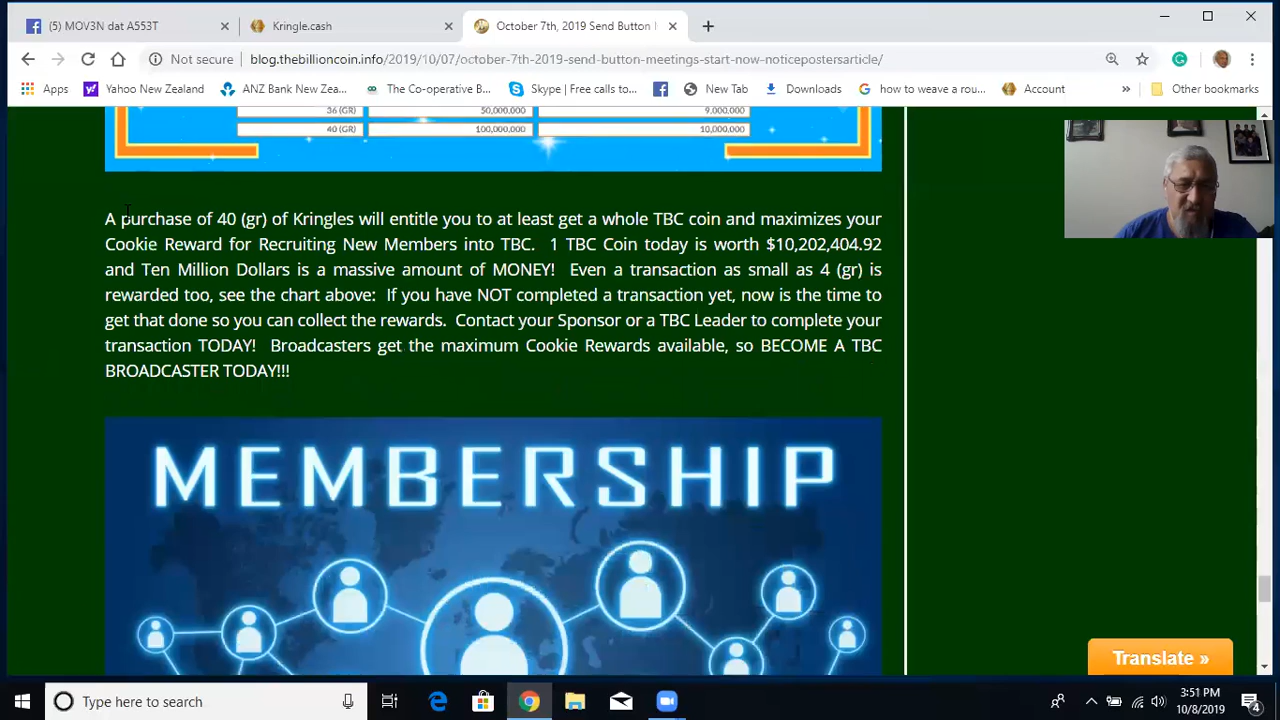 (5) MOV3N dat A553T
Kringle.cash
October 7th, 2019 Send Button
Not secure
blog.thebillioncoin.info/2019/10/07/october-7th-2019-send-button-meetings-start-now-noticepostersarticle/
Apps
Yahoo New Zealand
ANZ Bank New Zea...
The Co-operative B...
Skype | Free calls to...
New Tab
Downloads
how to weave a rou...
Account
»
Other bookmarks
36 (GR) 50,000,000 9,000,000
40 (GR) 100,000,000 10,000,000
A purchase of 40 (gr) of Kringles will entitle you to at least get a whole TBC coin and maximizes your
Cookie Reward for Recruiting New Members into TBC. 1 TBC Coin today is worth $10,202,404.92
and Ten Million Dollars is a massive amount of MONEY! Even a transaction as small as 4 (gr) is
rewarded too, see the chart above: If you have NOT completed a transaction yet, now is the time to
get that done so you can collect the rewards. Contact your Sponsor or a TBC Leader to complete your
transaction TODAY! Broadcasters get the maximum Cookie Rewards available, so BECOME A TBC
BROADCASTER TODAY!!!
MEMBERSHIP
Translate »
Type here to search
3:51 PM
10/8/2019
4